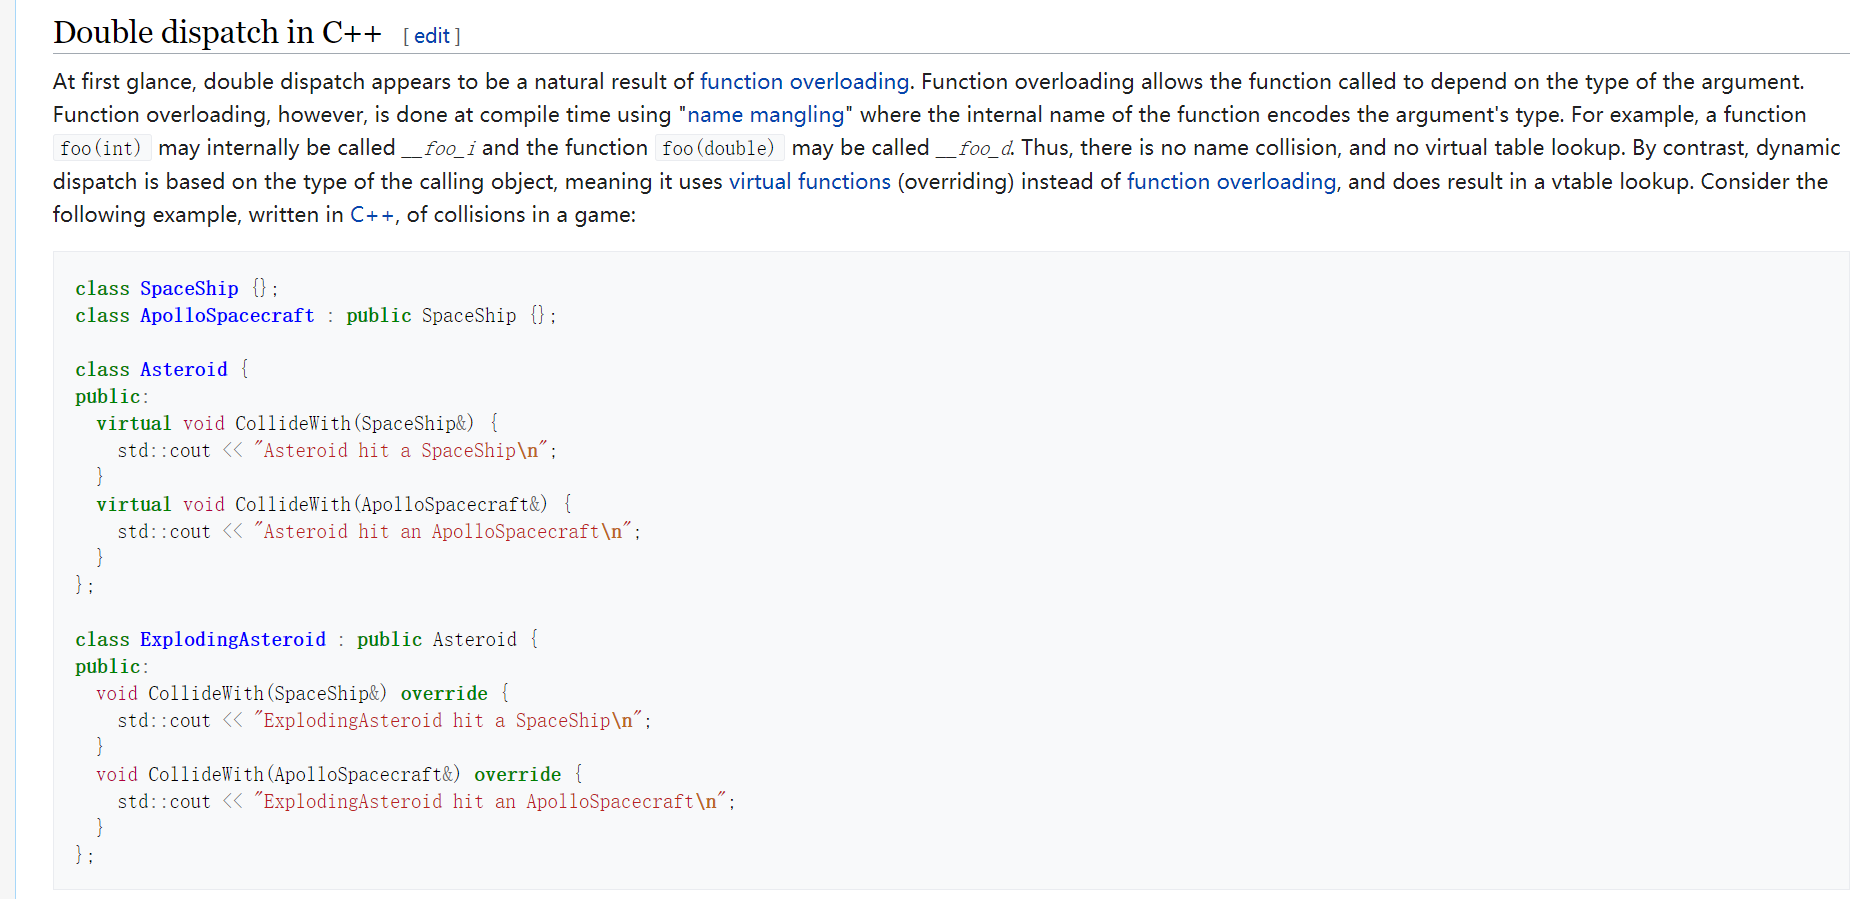 Double dispatch in C++ [ edit ]
At first glance, double dispatch appears to be a natural result of function overloading. Function overloading allows the function called to depend on the type of the argument.
Function overloading, however, is done at compile time using "name mangling" where the internal name of the function encodes the argument's type. For example, a function
foo(int) may internally be called __foo_i and the function foo(double) may be called __foo_d. Thus, there is no name collision, and no virtual table lookup. By contrast, dynamic
dispatch is based on the type of the calling object, meaning it uses virtual functions (overriding) instead of function overloading, and does result in a vtable lookup. Consider the
following example, written in C++, of collisions in a game:
class SpaceShip {};
class ApolloSpacecraft : public SpaceShip {};
class Asteroid {
public:
  virtual void CollideWith(SpaceShip&) {
    std::cout << "Asteroid hit a SpaceShip\n";
  }
  virtual void CollideWith(ApolloSpacecraft&) {
    std::cout << "Asteroid hit an ApolloSpacecraft\n";
  }
};
class ExplodingAsteroid : public Asteroid {
public:
  void CollideWith(SpaceShip&) override {
    std::cout << "ExplodingAsteroid hit a SpaceShip\n";
  }
  void CollideWith(ApolloSpacecraft&) override {
    std::cout << "ExplodingAsteroid hit an ApolloSpacecraft\n";
  }
};